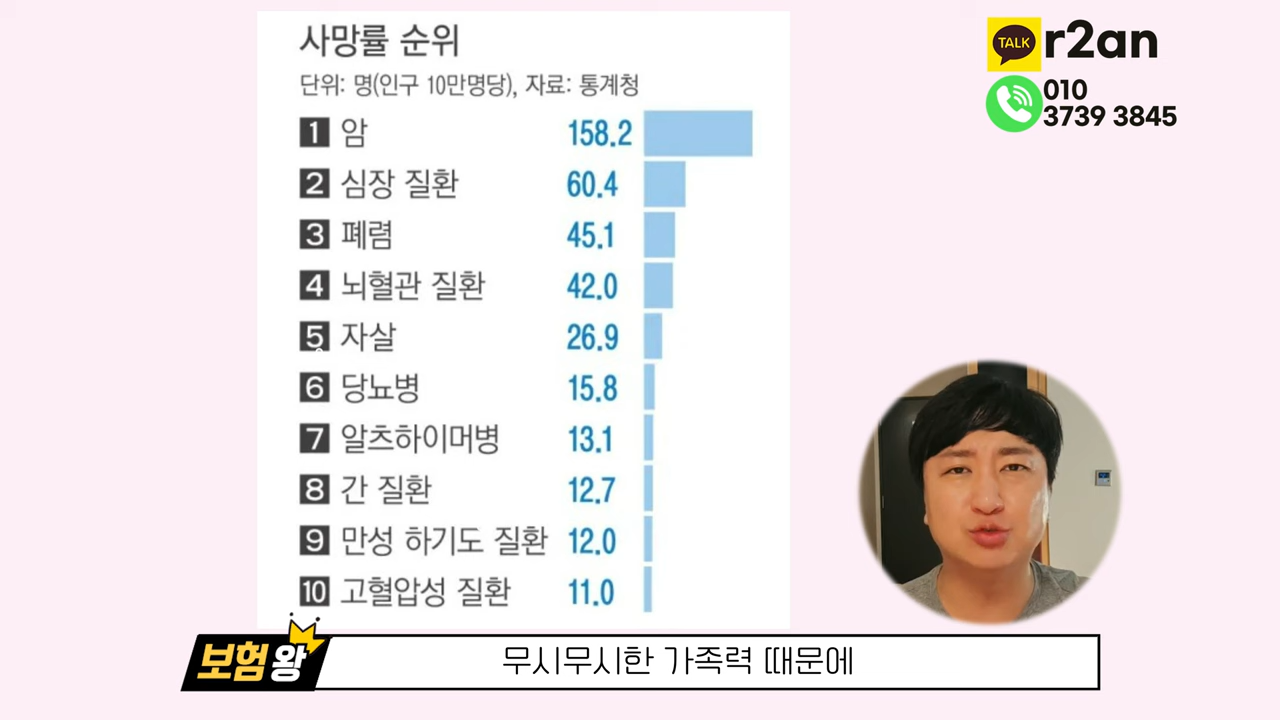 사망률 순위
단위: 명(인구 10만명당), 자료: 통계청
1 암 158.2
2 심장 질환 60.4
3 폐렴 45.1
4 뇌혈관 질환 42.0
5 자살 26.9
6 당뇨병 15.8
7 알츠하이머병 13.1
8 간 질환 12.7
9 만성 하기도 질환 12.0
10 고혈압성 질환 11.0
TALK r2an
010
3739 3845
보험왕 무시무시한 가족력 때문에